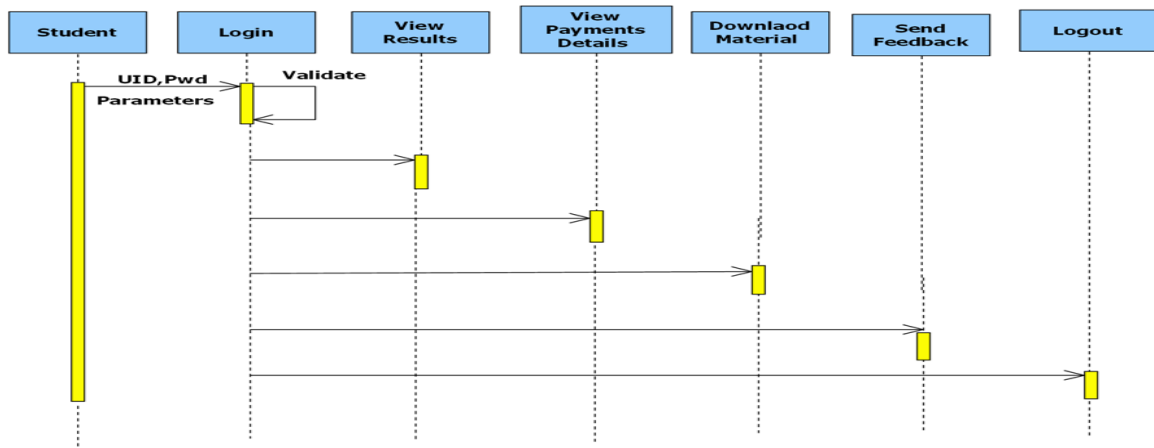 Student
Login
View
Results
View
Payments
Details
Downlaod
Material
Send
Feedback
Logout
UID,Pwd
Parameters
Validate